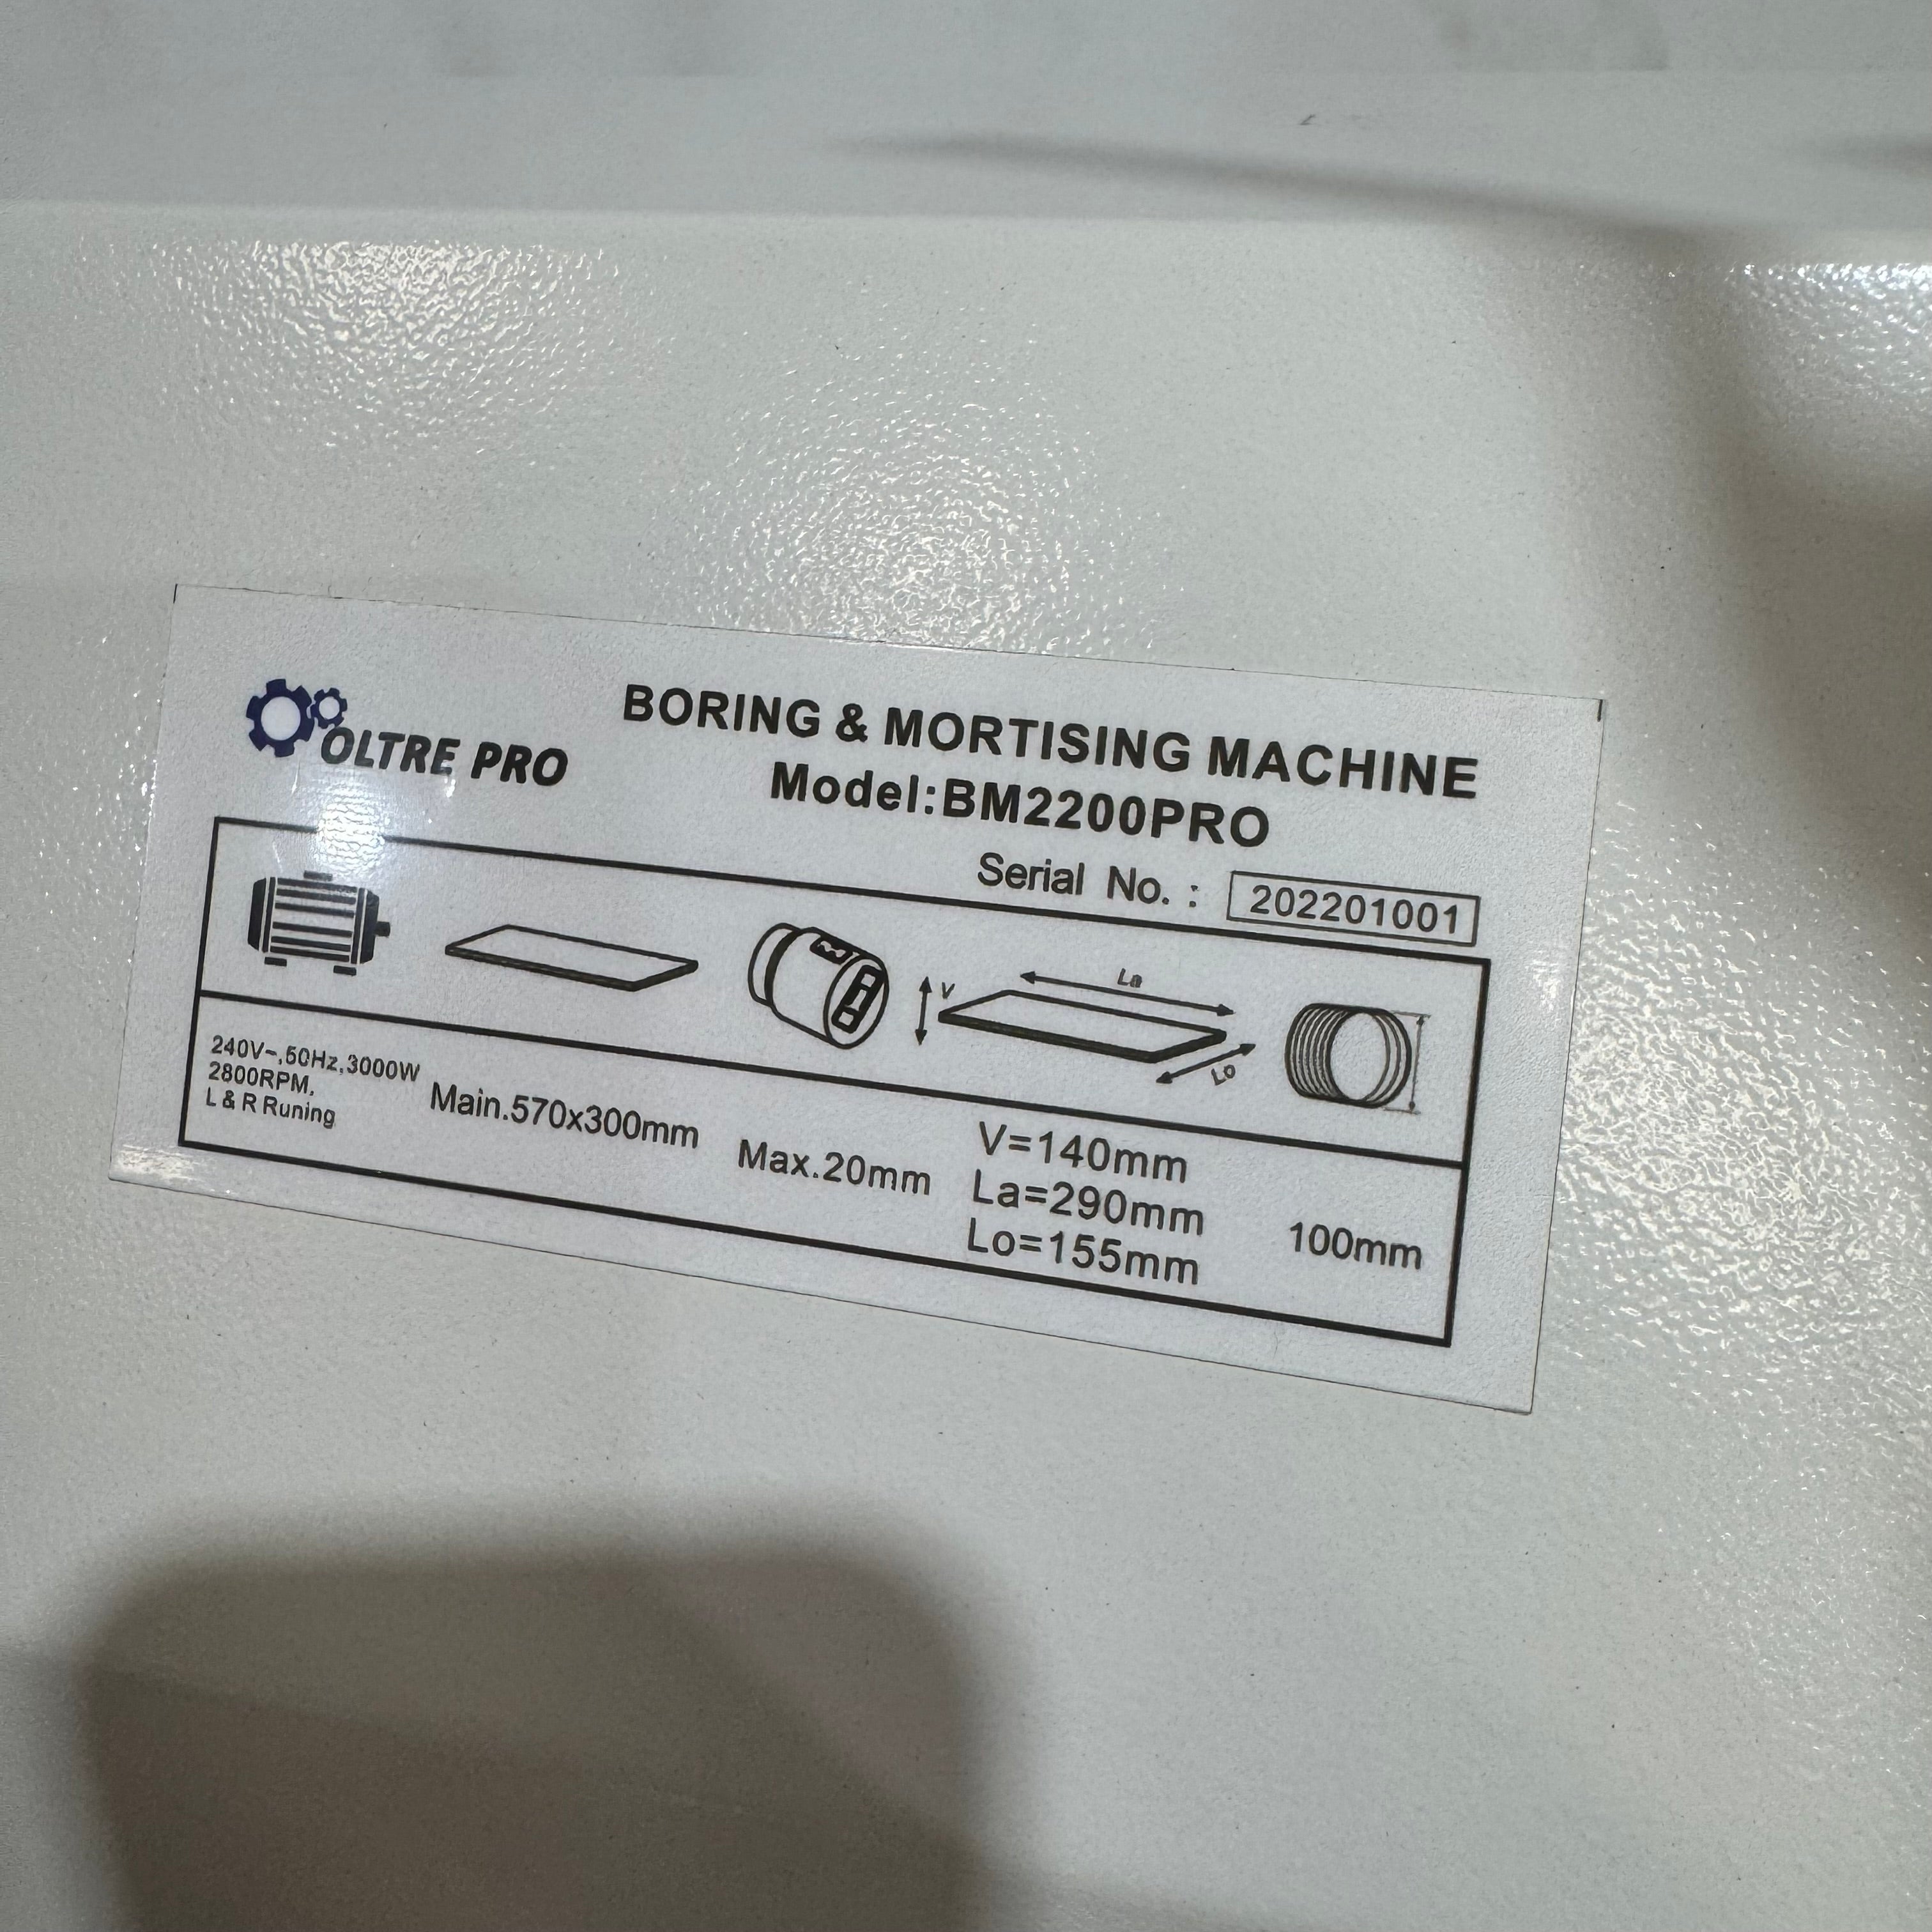 OLTRE PRO
BORING & MORTISING MACHINE
Model:BM2200PRO
Serial No. : 202201001
V
La
Lo
240V~,50Hz,3000W
2800RPM,
L & R Runing
Main.570x300mm
Max.20mm
V=140mm
La=290mm
Lo=155mm
100mm